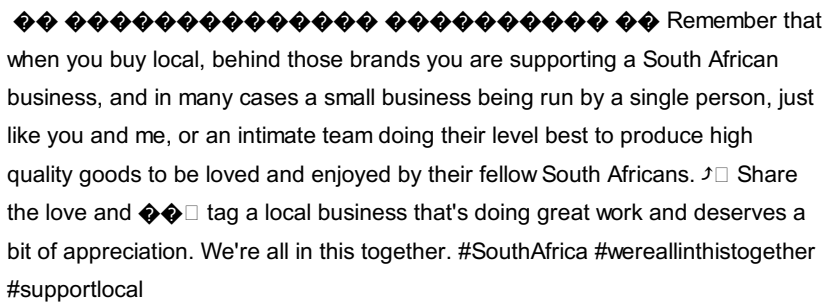 �� ����������������� ������������ �� Remember that
when you buy local, behind those brands you are supporting a South African
business, and in many cases a small business being run by a single person, just
like you and me, or an intimate team doing their level best to produce high
quality goods to be loved and enjoyed by their fellow South Africans. ⤴□ Share
the love and ��□ tag a local business that's doing great work and deserves a
bit of appreciation. We're all in this together. #SouthAfrica #wereallinthistogether
#supportlocal